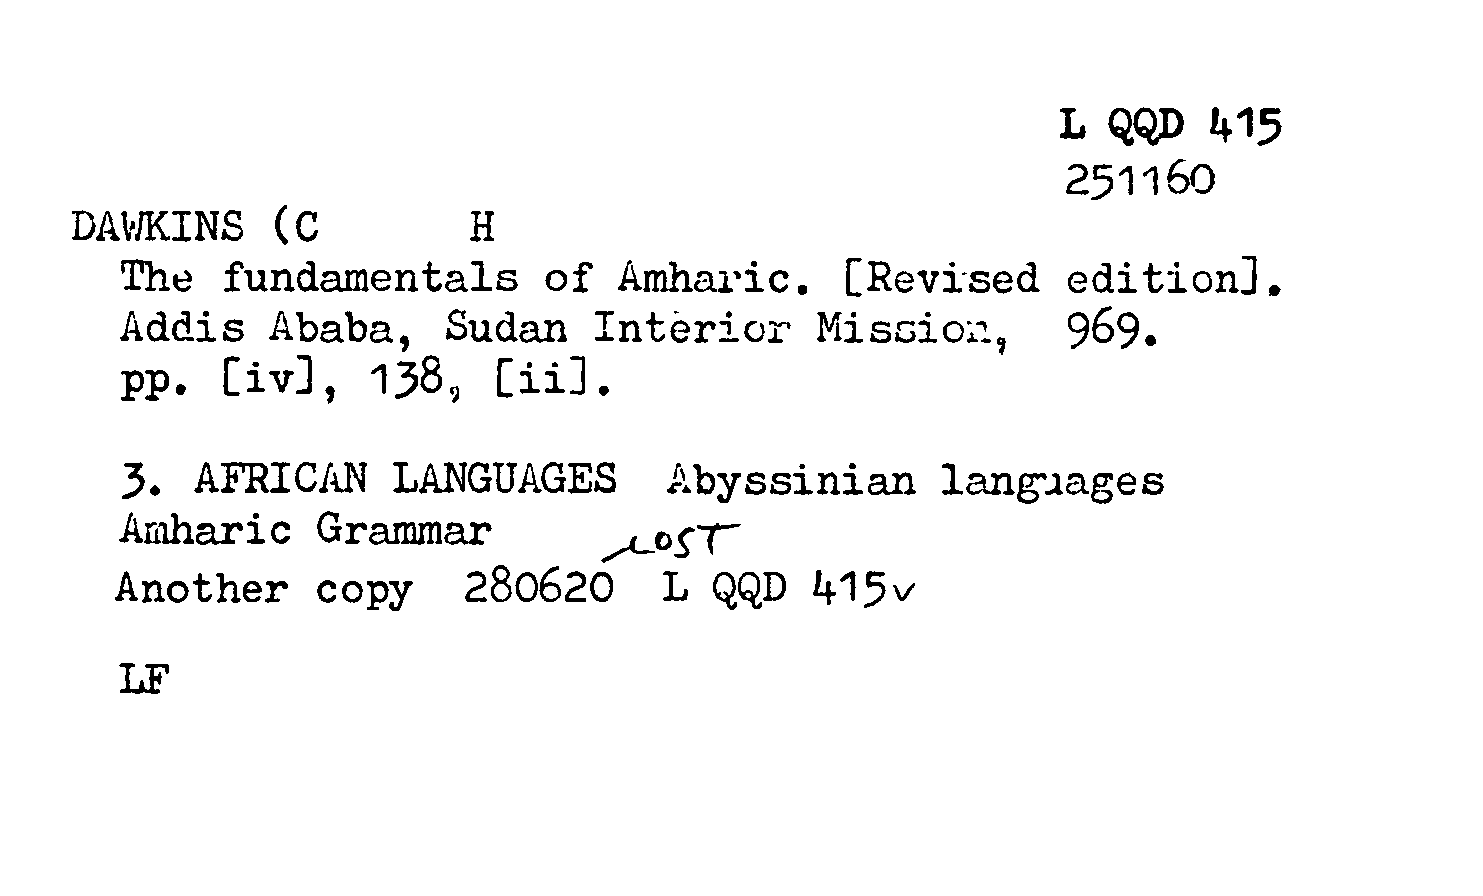 L QQD 415
251160
DAWKINS (C H
The fundamentals of Amharic. [Revised edition].
Addis Ababa, Sudan Interior Mission, 969.
pp. [iv], 138, [ii].
3. AFRICAN LANGUAGES Abyssinian languages
Amharic Grammar
LOST
Another copy 280620 L QQD 415v
LF